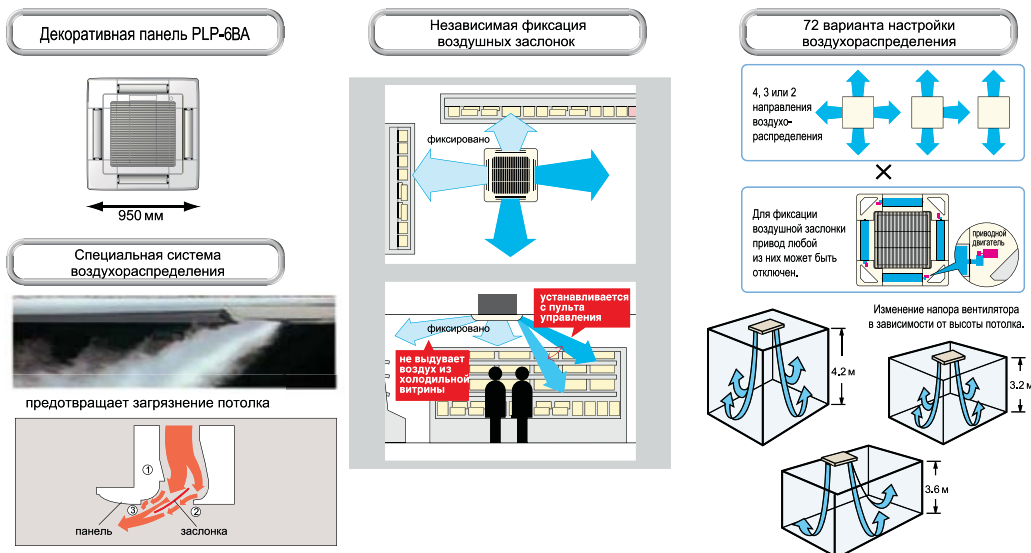 Декоративная панель PLP-6BA
950 мм
Специальная система
воздухораспределения
предотвращает загрязнение потолка
①
③
②
панель
заслонка
Независимая фиксация
воздушных заслонок
фиксировано
устанавливается
с пульта
управления
фиксировано
не выдувает
воздух из
холодильной
витрины
72 варианта настройки
воздухораспределения
4, 3 или 2
направления
воздухо-
распределения
×
Для фиксации
воздушной заслонки
привод любой
из них может быть
отключен.
приводной
двигатель
Изменение напора вентилятора
в зависимости от высоты потолка.
4.2 м
3.2 м
3.6 м